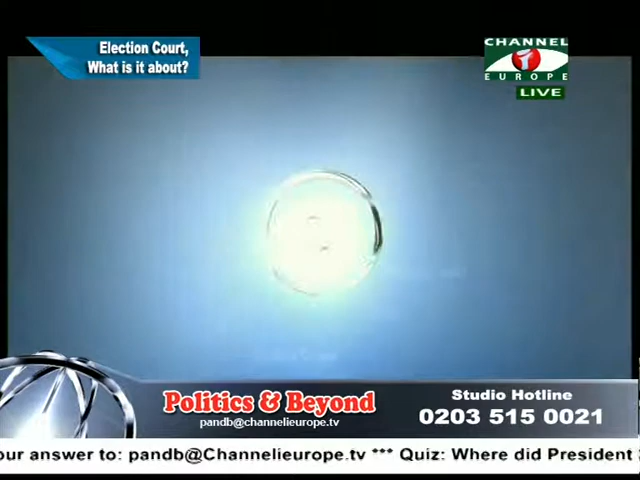 Election Court,
What is it about?
CHANNEL
i
EUROPE
LIVE
Politics & Beyond
pandb@channelieurope.tv
Studio Hotline
0203 515 0021
our answer to: pandb@Channelieurope.tv *** Quiz: Where did President